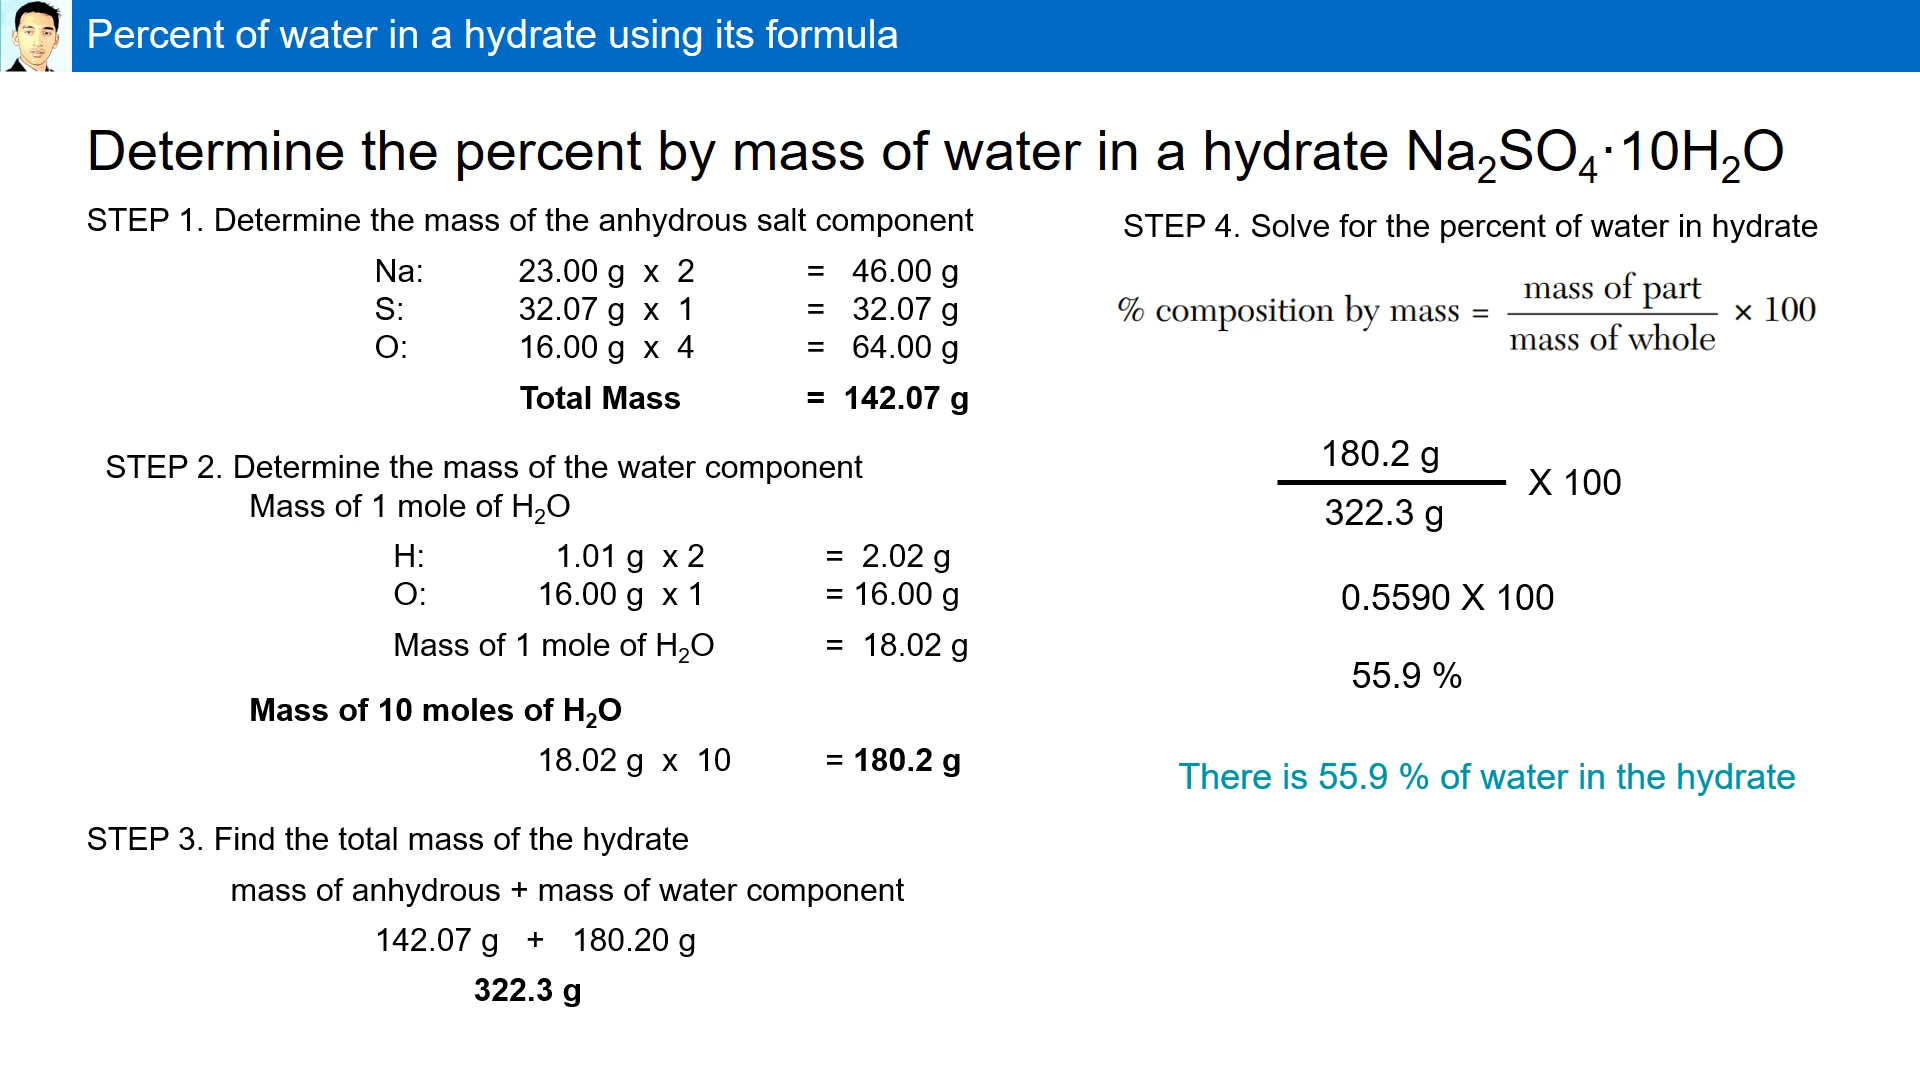 Percent of water in a hydrate using its formula
Determine the percent by mass of water in a hydrate Na₂SO₄·10H₂O
STEP 1. Determine the mass of the anhydrous salt component
Na: 23.00 g x 2 = 46.00 g
S: 32.07 g x 1 = 32.07 g
O: 16.00 g x 4 = 64.00 g
Total Mass = 142.07 g
STEP 2. Determine the mass of the water component
Mass of 1 mole of H₂O
H: 1.01 g x 2 = 2.02 g
O: 16.00 g x 1 = 16.00 g
Mass of 1 mole of H₂O = 18.02 g
Mass of 10 moles of H₂O
18.02 g x 10 = 180.2 g
STEP 3. Find the total mass of the hydrate
mass of anhydrous + mass of water component
142.07 g + 180.20 g
322.3 g
STEP 4. Solve for the percent of water in hydrate
mass of part
% composition by mass = × 100
mass of whole
180.2 g
X 100
322.3 g
0.5590 X 100
55.9 %
There is 55.9 % of water in the hydrate